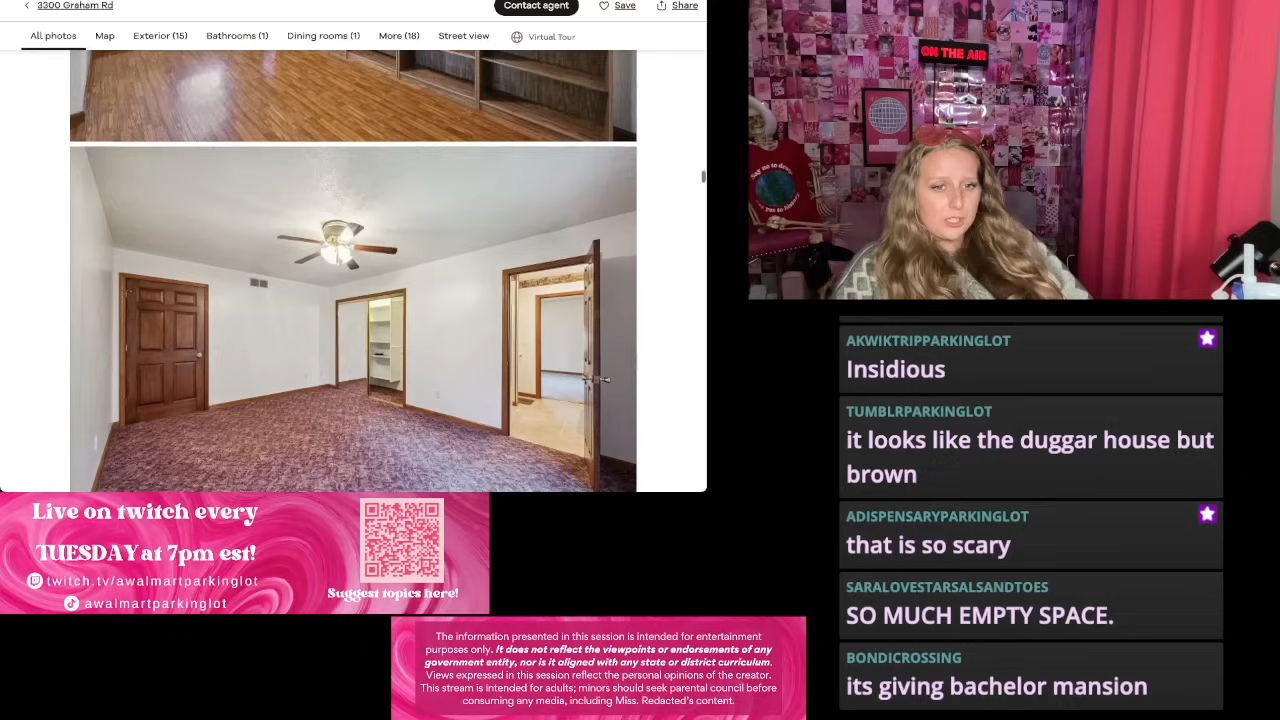 3300 Graham Rd
Contact agent
Save
Share
All photos
Map
Exterior (15)
Bathrooms (1)
Dining rooms (1)
More (18)
Street view
Virtual Tour
ON THE AIR
Say no to drugs
yes to
AKWIKTRIPPARKINGLOT
Insidious
TUMBLRPARKINGLOT
it looks like the duggar house but
brown
ADISPENSARYPARKINGLOT
that is so scary
SARALOVESTARSALSANDTOES
SO MUCH EMPTY SPACE.
BONDICROSSING
its giving bachelor mansion
Live on twitch every
TUESDAY at 7pm est!
twitch.tv/awalmartparkinglot
awalmartparkinglot
Suggest topics here!
The information presented in this session is intended for entertainment
purposes only. It does not reflect the viewpoints or endorsements of any
government entity, nor is it aligned with any state or district curriculum.
Views expressed in this session reflect the personal opinions of the creator.
This stream is intended for adults; minors should seek parental council before
consuming any media, including Miss. Redacted's content.